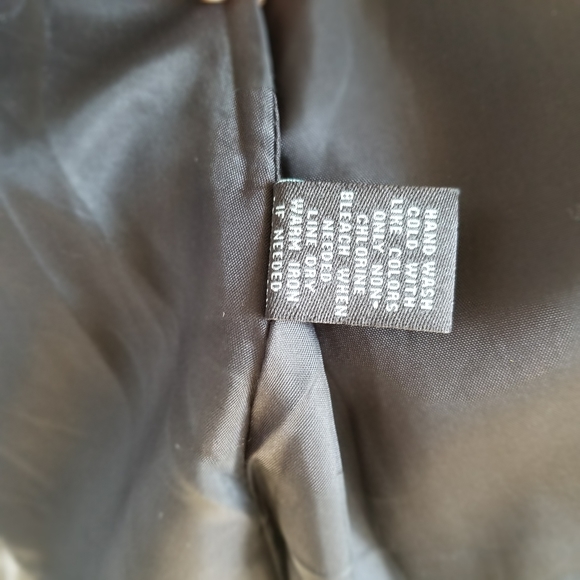 HAND WASH
COLD WITH
LIKE COLORS
ONLY NON-
CHLORINE
BLEACH WHEN
NEEDED
LINE DRY
WARM IRON
IF NEEDED